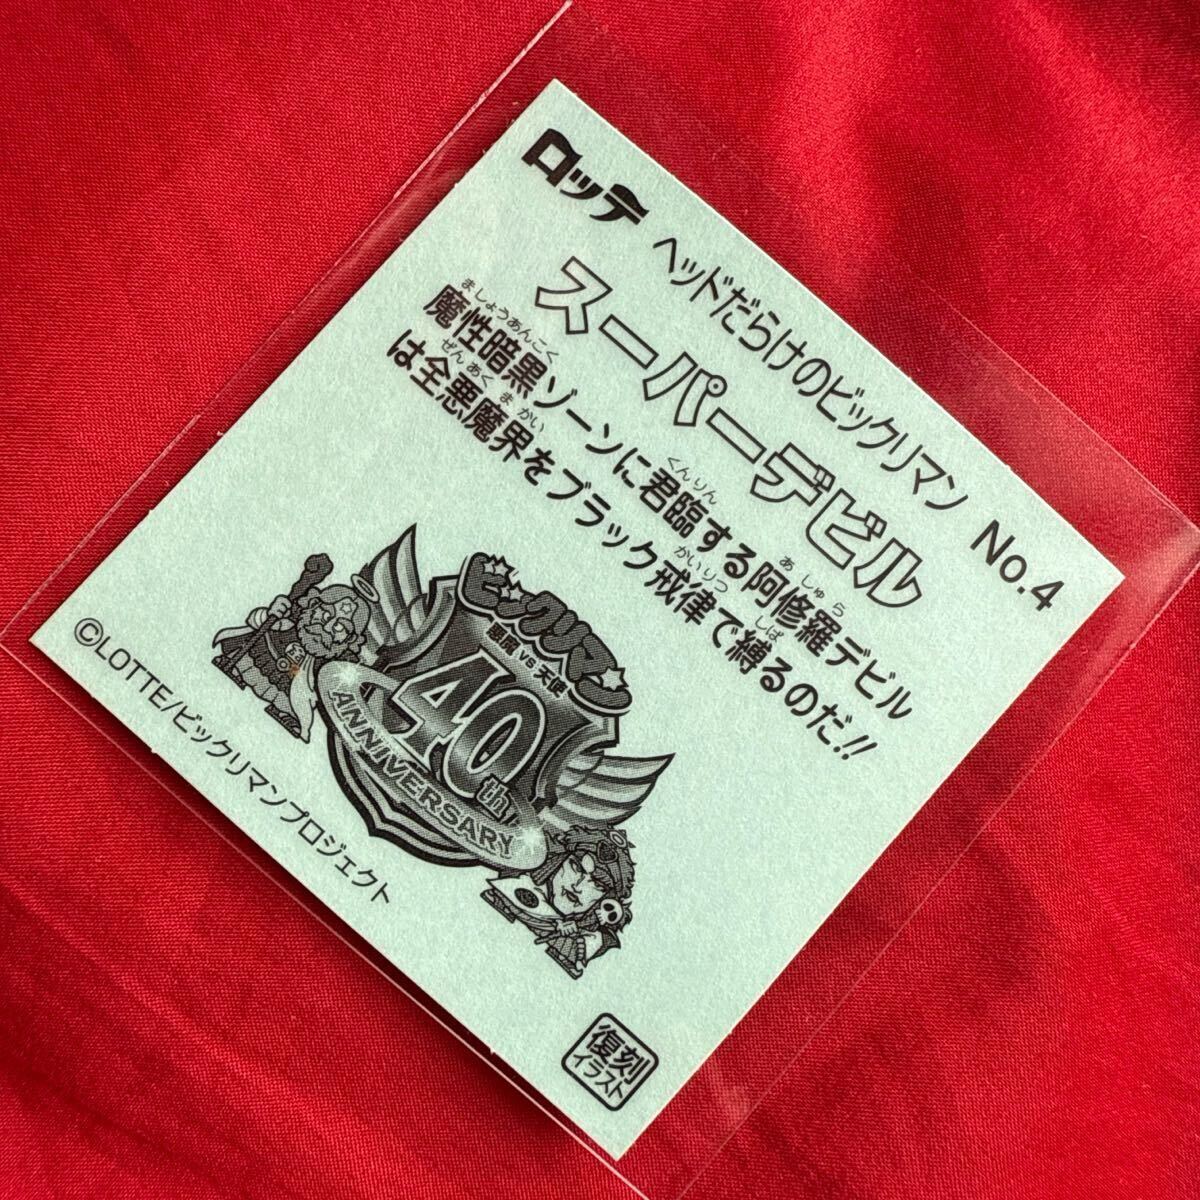 ロッテ
ヘッドだらけのビックリマン No.4
スーパーデビル
ましょうあんこく くんりん あしゅら
魔性暗黒ゾーンに君臨する阿修羅デビル
ぜんあくまかい かいりつ しば
は全悪魔界をブラック戒律で縛るのだ!!
ビックリマン
悪魔 VS 天使
40th
ANNIVERSARY
©LOTTE/ビックリマンプロジェクト
復刻
イラスト